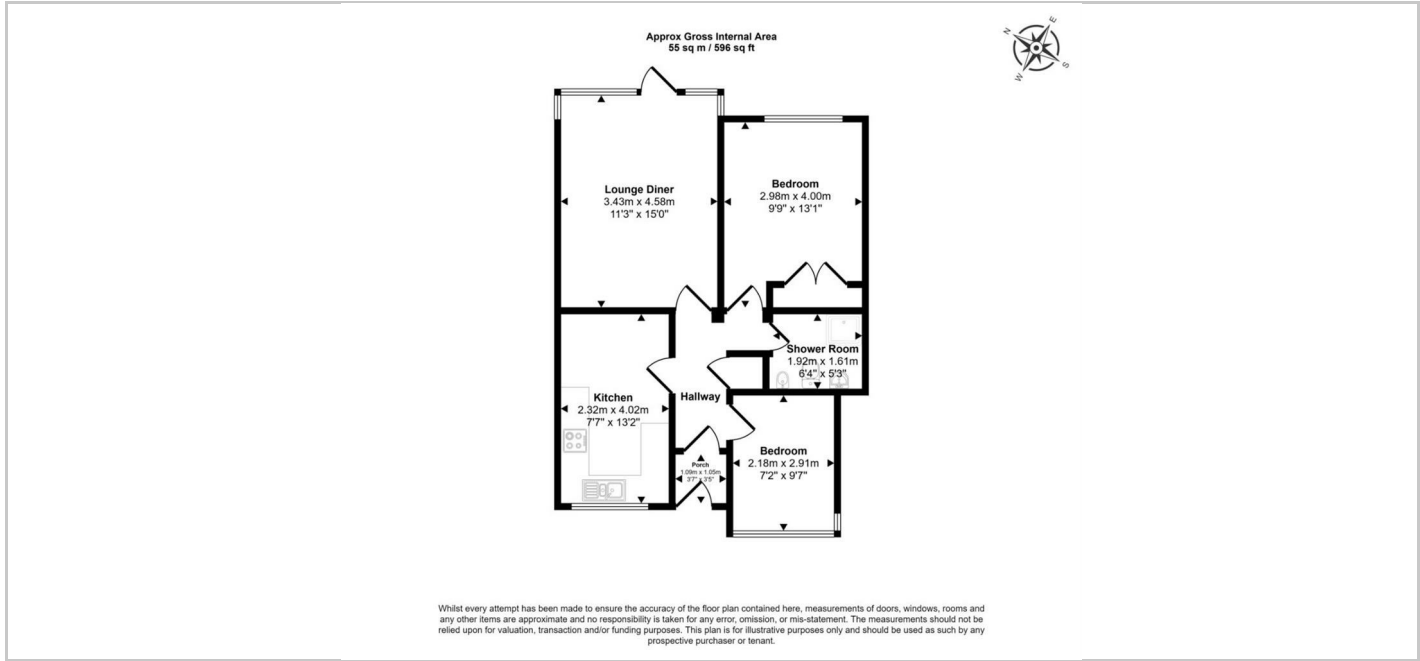 Approx Gross Internal Area
55 sq m / 596 sq ft
N
E
S
W
Lounge Diner
3.43m x 4.58m
11'3" x 15'0"
Bedroom
2.98m x 4.00m
9'9" x 13'1"
Shower Room
1.92m x 1.61m
6'4" x 5'3"
Kitchen
2.32m x 4.02m
7'7" x 13'2"
Hallway
Porch
1.09m x 1.05m
3'7" x 3'5"
Bedroom
2.18m x 2.91m
7'2" x 9'7"
Whilst every attempt has been made to ensure the accuracy of the floor plan contained here, measurements of doors, windows, rooms and
any other items are approximate and no responsibility is taken for any error, omission, or mis-statement. The measurements should not be
relied upon for valuation, transaction and/or funding purposes. This plan is for illustrative purposes only and should be used as such by any
prospective purchaser or tenant.